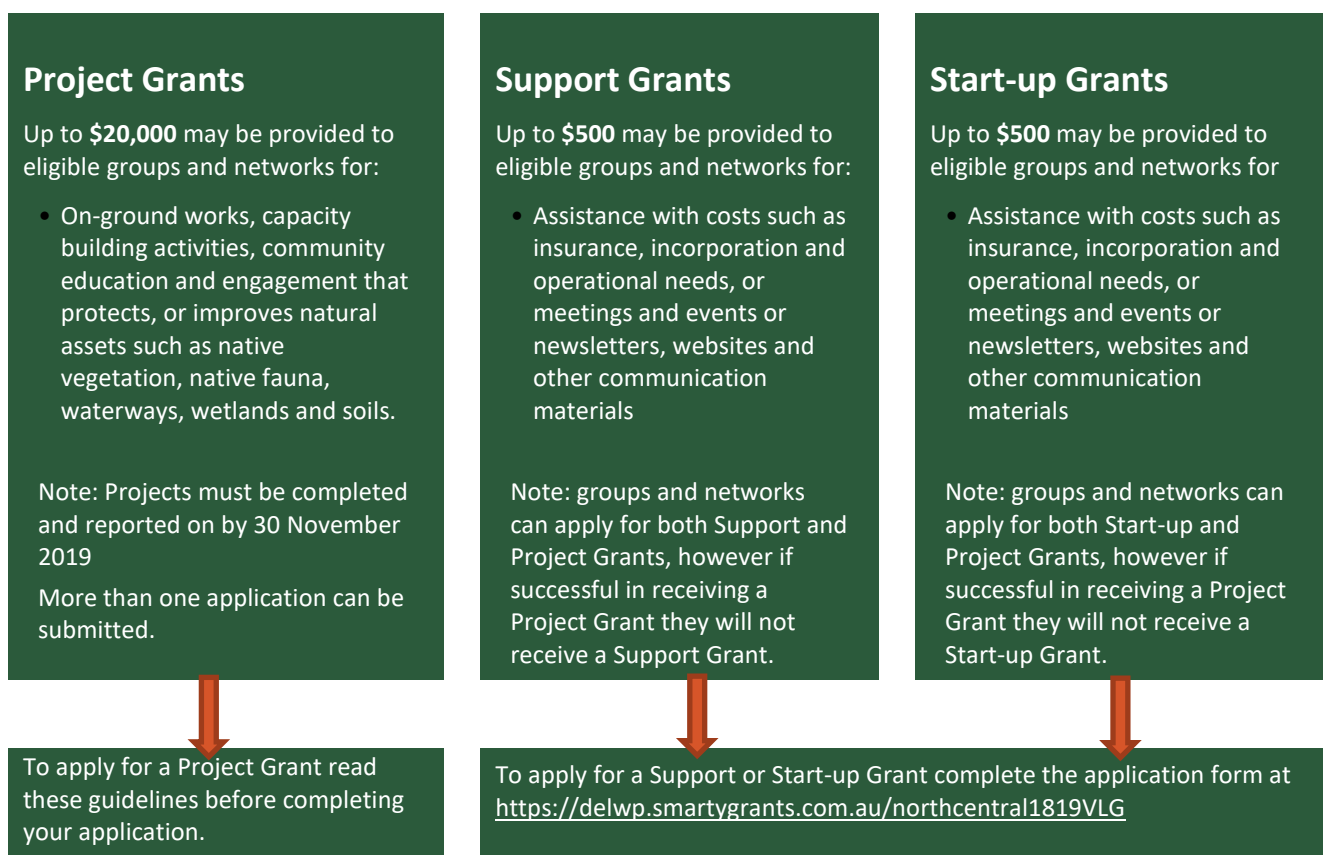 Project Grants
Up to $20,000 may be provided to
eligible groups and networks for:
• On-ground works, capacity
building activities, community
education and engagement that
protects, or improves natural
assets such as native
vegetation, native fauna,
waterways, wetlands and soils.
Note: Projects must be completed
and reported on by 30 November
2019
More than one application can be
submitted.
To apply for a Project Grant read
these guidelines before completing
your application.
Support Grants
Up to $500 may be provided to
eligible groups and networks for:
• Assistance with costs such as
insurance, incorporation and
operational needs, or
meetings and events or
newsletters, websites and
other communication
materials
Note: groups and networks
can apply for both Support and
Project Grants, however if
successful in receiving a
Project Grant they will not
receive a Support Grant.
Start-up Grants
Up to $500 may be provided to
eligible groups and networks for
• Assistance with costs such as
insurance, incorporation and
operational needs, or
meetings and events or
newsletters, websites and
other communication
materials
Note: groups and networks can
apply for both Start-up and
Project Grants, however if
successful in receiving a Project
Grant they will not receive a
Start-up Grant.
To apply for a Support or Start-up Grant complete the application form at
https://delwp.smartygrants.com.au/northcentral1819VLG